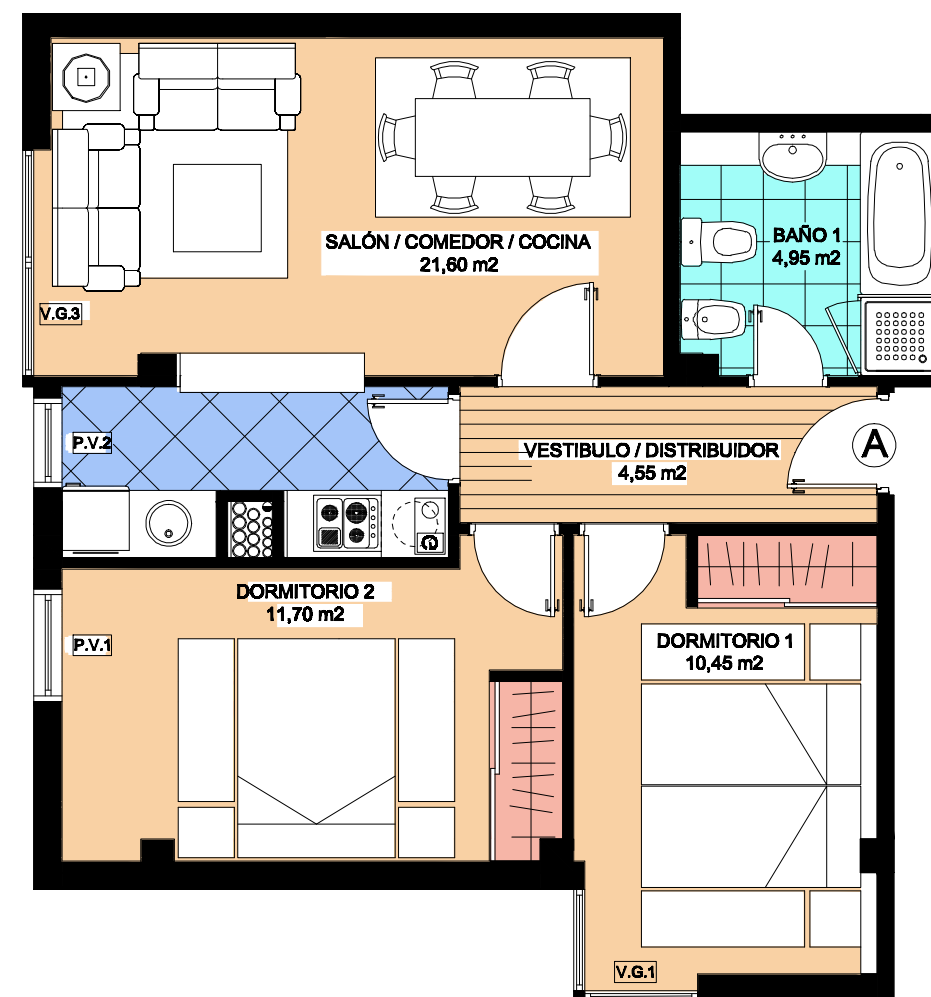 SALÓN / COMEDOR / COCINA
21,60 m2
BAÑO 1
4,95 m2
V.G.3
P.V.2
VESTIBULO / DISTRIBUIDOR
4,55 m2
A
DORMITORIO 2
11,70 m2
P.V.1
DORMITORIO 1
10,45 m2
V.G.1